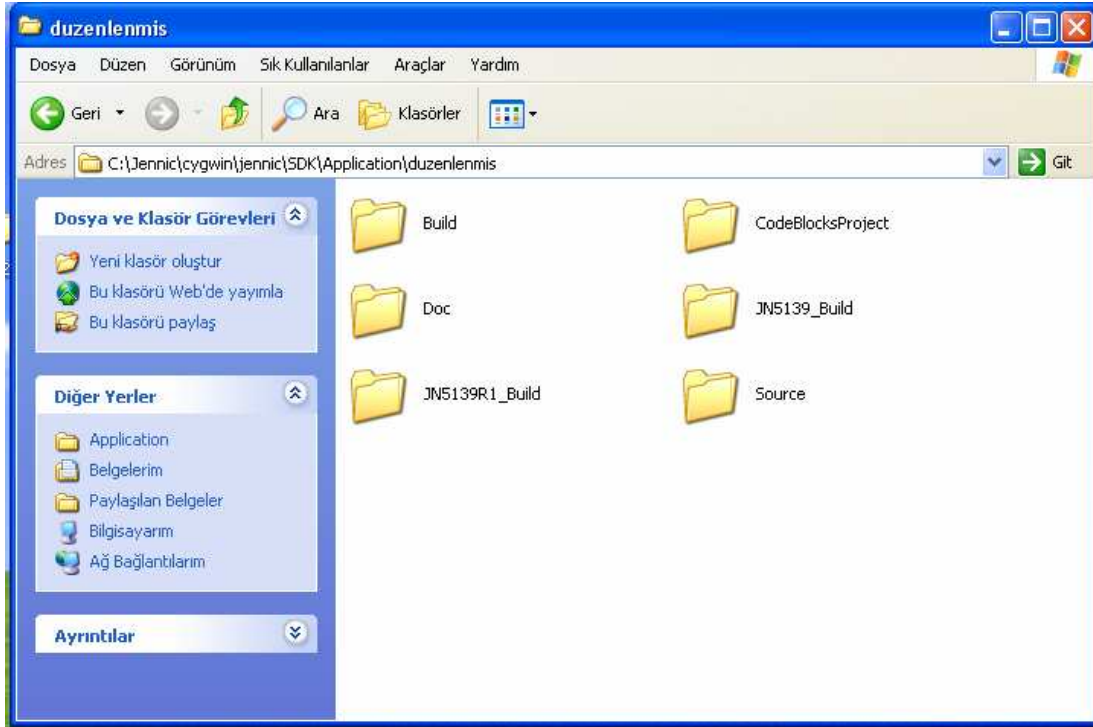 duzenlenmis
Dosya Düzen Görünüm Sık Kullanılanlar Araçlar Yardım
Geri Ara Klasörler
Adres C:\Jennic\cygwin\jennic\SDK\Application\duzenlenmis Git
Dosya ve Klasör Görevleri
Yeni klasör oluştur
Bu klasörü Web'de yayımla
Bu klasörü paylaş
Diğer Yerler
Application
Belgelerim
Paylaşılan Belgeler
Bilgisayarım
Ağ Bağlantılarım
Ayrıntılar
Build CodeBlocksProject
Doc JN5139_Build
JN5139R1_Build Source